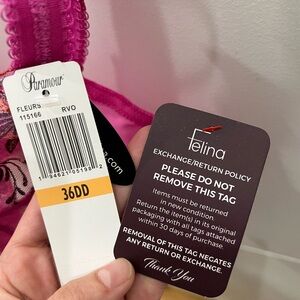 Paramour
FLEURS
115166
RVO
36DD
.com
Felina
EXCHANGE/RETURN POLICY
PLEASE DO NOT
REMOVE THIS TAG
Items must be returned
in new condition.
Return the item(s) in its original
packaging with all tags attached
within 30 days of purchase
REMOVAL OF THIS TAG NEGATES
ANY RETURN OR EXCHANGE.
Thank You